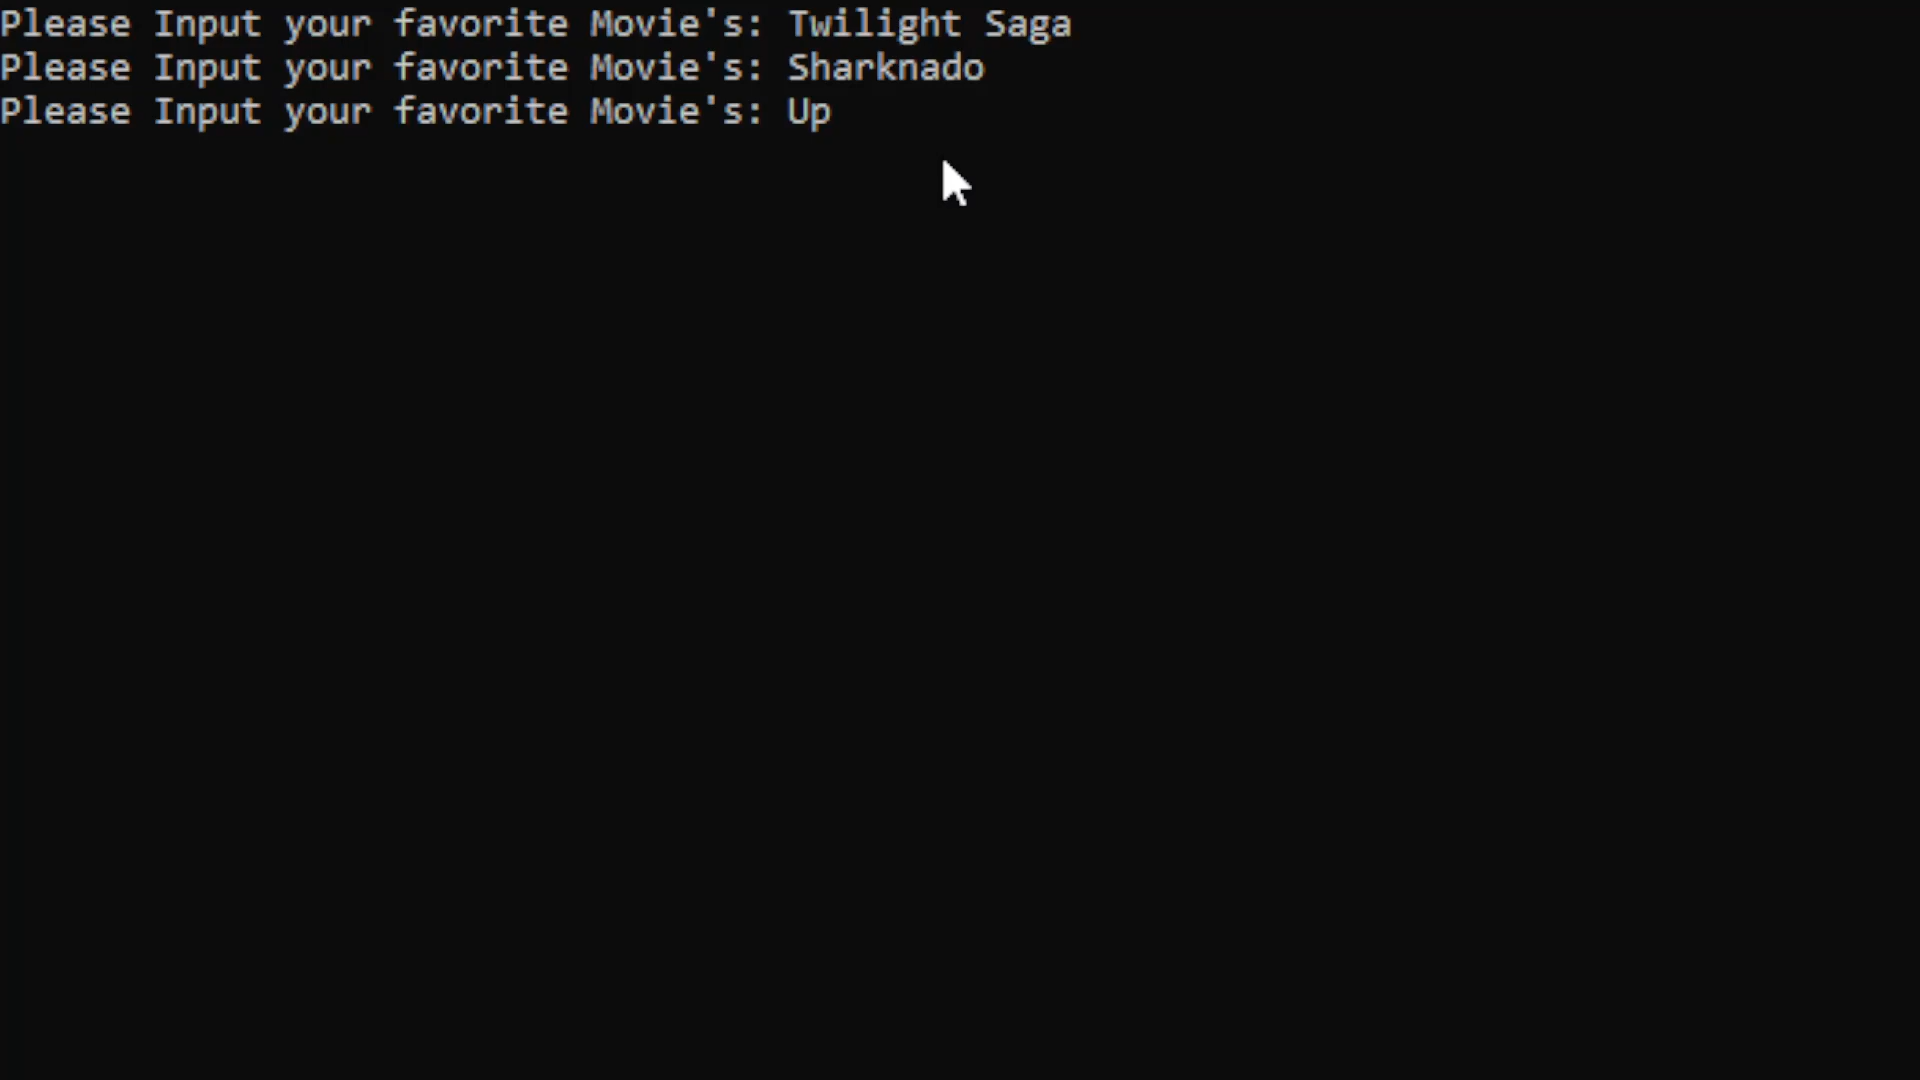 Please Input your favorite Movie's: Twilight Saga
Please Input your favorite Movie's: Sharknado
Please Input your favorite Movie's: Up